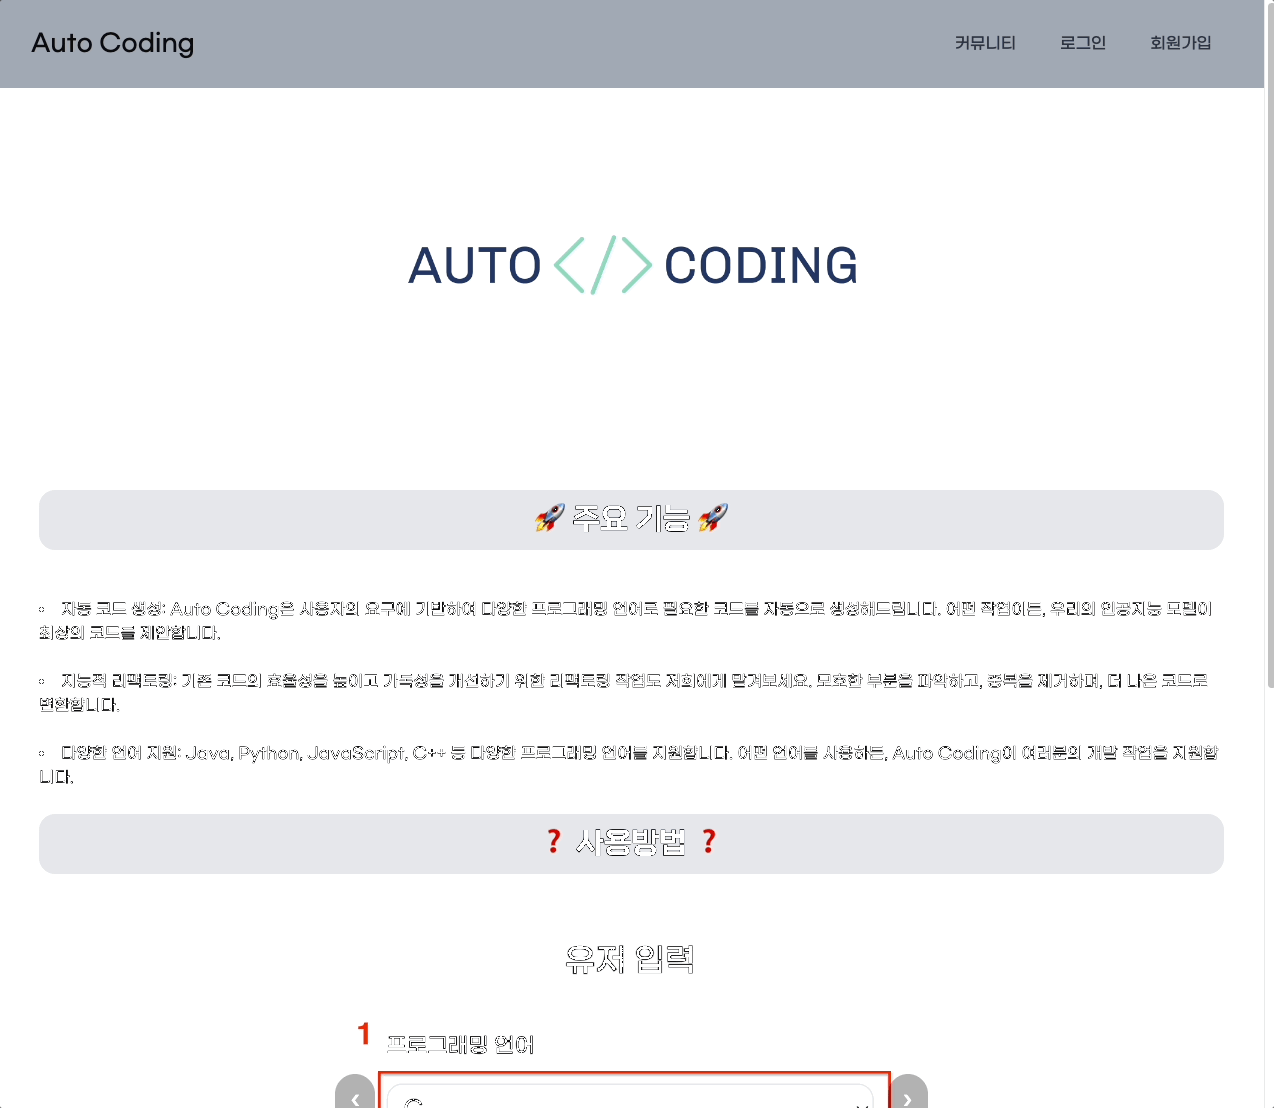 Auto Coding
커뮤니티 로그인 회원가입
AUTO </> CODING
🚀 주요 기능 🚀
• 자동 코드 생성: Auto Coding은 사용자의 요구에 기반하여 다양한 프로그래밍 언어로 필요한 코드를 자동으로 생성해드립니다. 어떤 작업이든, 우리의 인공지능 모델이
최상의 코드를 제안합니다.
• 지능적 리팩토링: 기존 코드의 효율성을 높이고 가독성을 개선하기 위한 리팩토링 작업도 저희에게 맡겨보세요. 모호한 부분을 파악하고, 중복을 제거하며, 더 나은 코드로
변환합니다.
• 다양한 언어 지원: Java, Python, JavaScript, C++ 등 다양한 프로그래밍 언어를 지원합니다. 어떤 언어를 사용하든, Auto Coding이 여러분의 개발 작업을 지원합
니다.
❓ 사용방법 ❓
유저 입력
1 프로그래밍 언어
‹ ›